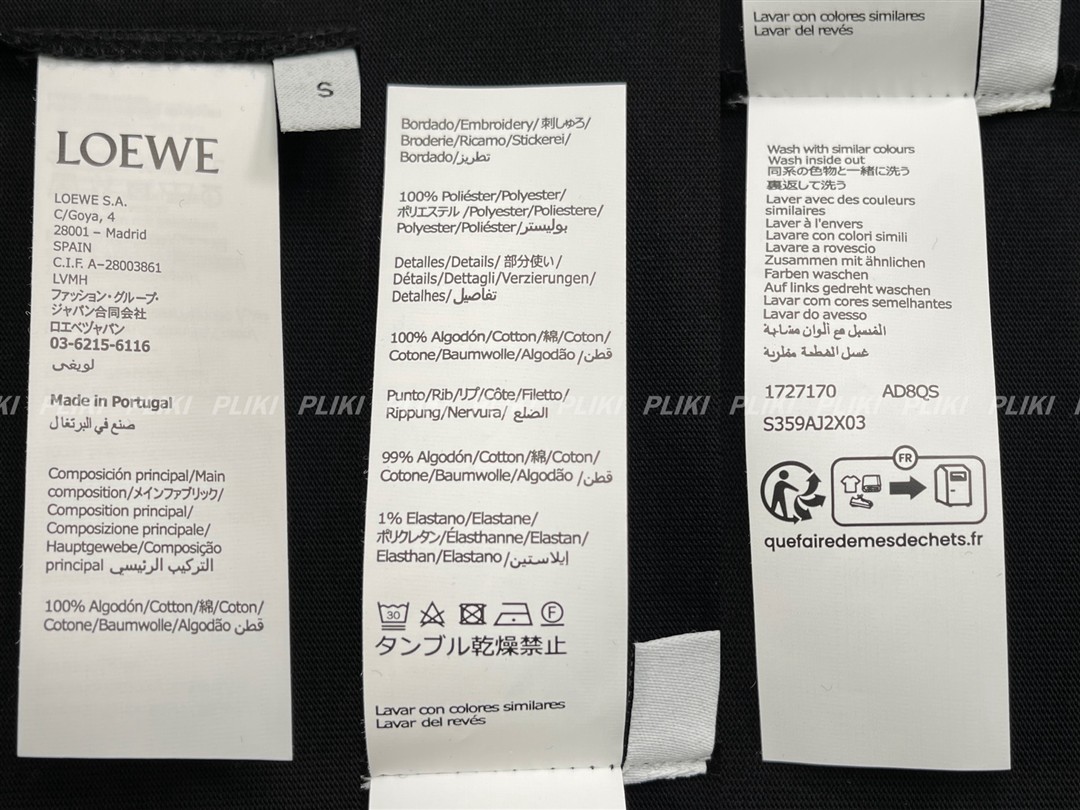 S
LOEWE
LOEWE S.A.
C/Goya, 4
28001 – Madrid
SPAIN
C.I.F. A-28003861
LVMH
ファッション・グループ・
ジャパン合同会社
ロエベジャパン
03-6215-6116
لويفي
Made in Portugal
صنع في البرتغال
Composición principal/Main
composition/メインファブリック/
Composition principal/
Composizione principale/
Hauptgewebe/Composição
principal التركيب الرئيسي
100% Algodón/Cotton/綿/Coton/
Cotone/Baumwolle/Algodão قطن
Bordado/Embroidery/刺しゅう/
Broderie/Ricamo/Stickerei/
Bordado/تطريز
100% Poliéster/Polyester/
ポリエステル /Polyester/Poliestere/
Polyester/Poliéster/بوليستر
Detalles/Details/ 部分使い/
Détails/Dettagli/Verzierungen/
Detalhes/تفاصيل
100% Algodón/Cotton/綿/Coton/
Cotone/Baumwolle/Algodão /قطن
Punto/Rib/リブ/Côte/Filetto/
Rippung/Nervura/ الضلع
99% Algodón/Cotton/綿/Coton/
Cotone/Baumwolle/Algodão /قطن
1% Elastano/Elastane/
ポリウレタン/Élasthanne/Elastan/
Elasthan/Elastano/إيلاستين
30 F
タンブル乾燥禁止
Lavar con colores similares
Lavar del revés
Lavar con colores similares
Lavar del revés
Wash with similar colours
Wash inside out
同系の色物と一緒に洗う
裏返して洗う
Laver avec des couleurs
similaires
Laver à l'envers
Lavare con colori simili
Lavare a rovescio
Zusammen mit ähnlichen
Farben waschen
Auf links gedreht waschen
Lavar com cores semelhantes
Lavar do avesso
الغسيل مع ألوان مشابهة
1727170 AD8QS
S359AJ2X03
FR
quefairedemesdechets.fr
PLIKI PLIKI PLIKI PLIKI PLIKI PLIKI PLIKI PLIKI PLIKI PLIKI PLIKI